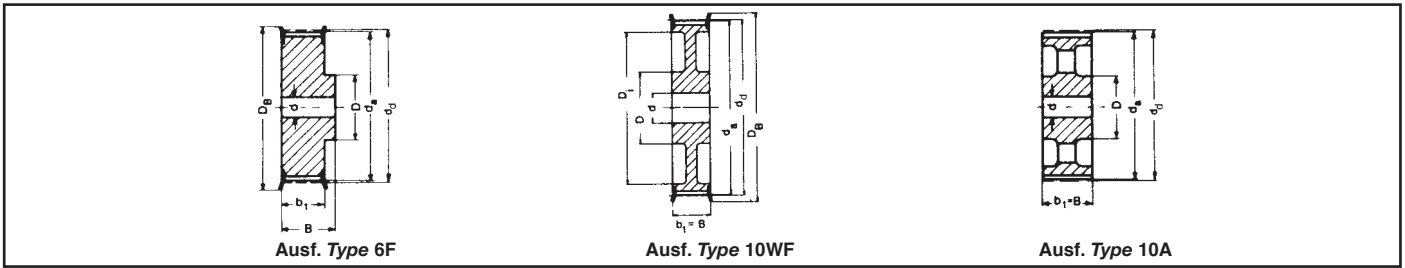 D_B
d
D
d_a
d_d
b_1
B
Ausf. Type 6F
D_i
D
d
d_a
d_d
D_B
b_1 = B
Ausf. Type 10WF
d
D
d_a
d_d
b_1=B
Ausf. Type 10A